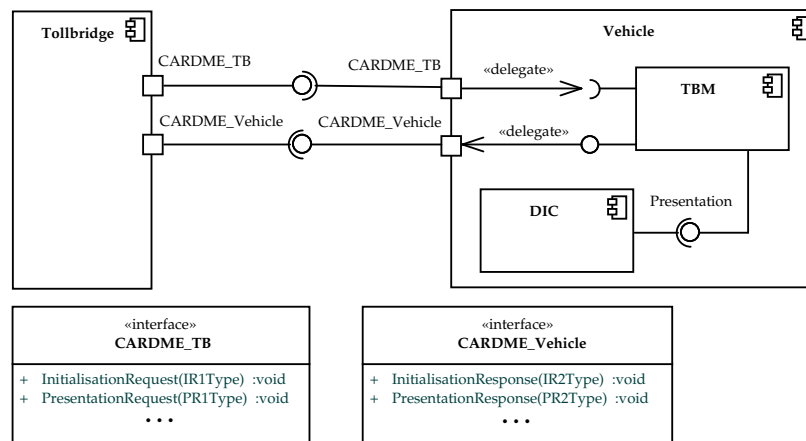 Tollbridge
Vehicle
CARDME_TB
CARDME_TB
«delegate»
TBM
CARDME_Vehicle
CARDME_Vehicle
«delegate»
DIC
Presentation
«interface»
CARDME_TB
+ InitialisationRequest(IR1Type) :void
+ PresentationRequest(PR1Type) :void
• • •
«interface»
CARDME_Vehicle
+ InitialisationResponse(IR2Type) :void
+ PresentationResponse(PR2Type) :void
• • •